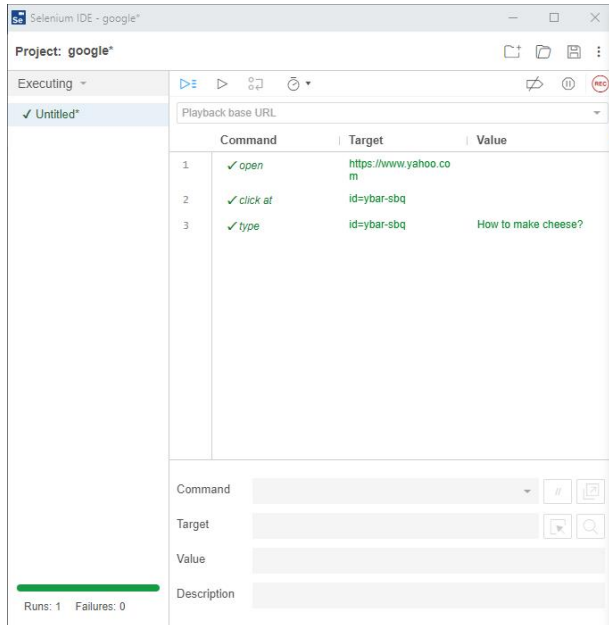 Selenium IDE - google*
Project: google*
Executing
✓ Untitled*
Runs: 1 Failures: 0
REC
Playback base URL
Command Target Value
1 ✓ open https://www.yahoo.co
m
2 ✓ click at id=ybar-sbq
3 ✓ type id=ybar-sbq How to make cheese?
Command
//
Target
Value
Description